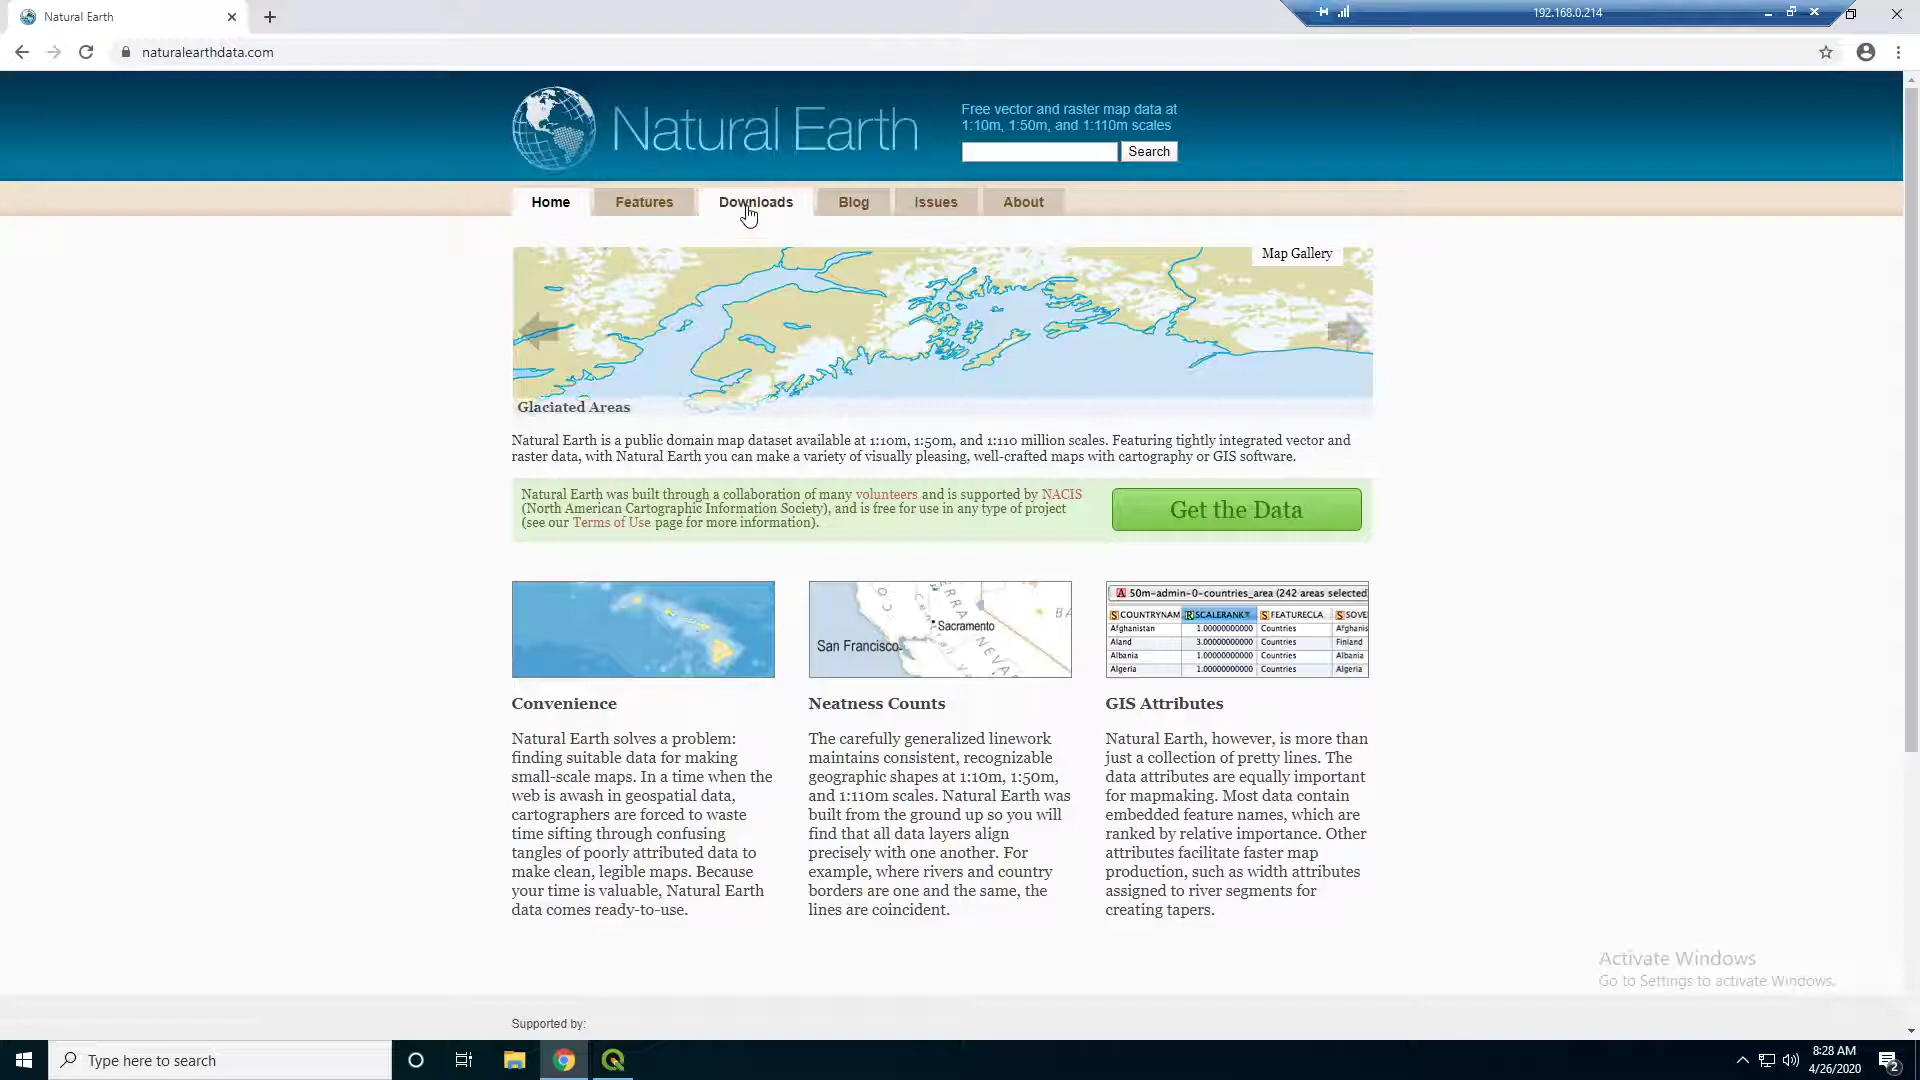 Natural Earth
192.168.0.214
naturalearthdata.com
Natural Earth
Free vector and raster map data at
1:10m, 1:50m, and 1:110m scales
Search
Home
Features
Downloads
Blog
Issues
About
Map Gallery
Glaciated Areas
Natural Earth is a public domain map dataset available at 1:10m, 1:50m, and 1:110 million scales. Featuring tightly integrated vector and
raster data, with Natural Earth you can make a variety of visually pleasing, well-crafted maps with cartography or GIS software.
Natural Earth was built through a collaboration of many volunteers and is supported by NACIS
(North American Cartographic Information Society), and is free for use in any type of project
(see our Terms of Use page for more information).
Get the Data
Sacramento
San Francisco
NEVA
BA
50m-admin-0-countries_area (242 areas selected)
COUNTRYNAM SCALERANK FEATURECLA SOVE
Afghanistan 1.00000000000 Countries Afghanis
Aland 3.00000000000 Countries Finland
Albania 1.00000000000 Countries Albania
Algeria 1.00000000000 Countries Algeria
Convenience
Natural Earth solves a problem:
finding suitable data for making
small-scale maps. In a time when the
web is awash in geospatial data,
cartographers are forced to waste
time sifting through confusing
tangles of poorly attributed data to
make clean, legible maps. Because
your time is valuable, Natural Earth
data comes ready-to-use.
Neatness Counts
The carefully generalized linework
maintains consistent, recognizable
geographic shapes at 1:10m, 1:50m,
and 1:110m scales. Natural Earth was
built from the ground up so you will
find that all data layers align
precisely with one another. For
example, where rivers and country
borders are one and the same, the
lines are coincident.
GIS Attributes
Natural Earth, however, is more than
just a collection of pretty lines. The
data attributes are equally important
for mapmaking. Most data contain
embedded feature names, which are
ranked by relative importance. Other
attributes facilitate faster map
production, such as width attributes
assigned to river segments for
creating tapers.
Activate Windows
Go to Settings to activate Windows.
Supported by:
Type here to search
8:28 AM
4/26/2020
2